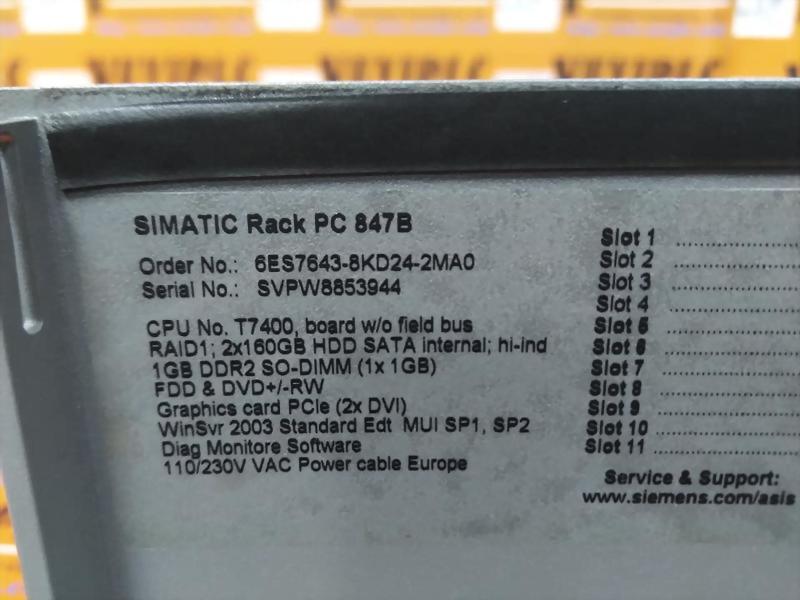 SIMATIC Rack PC 847B
Order No.: 6ES7643-8KD24-2MA0
Serial No.: SVPW8853944
CPU No. T7400, board w/o field bus
RAID1; 2x160GB HDD SATA internal; hi-ind
1GB DDR2 SO-DIMM (1x 1GB)
FDD & DVD+/-RW
Graphics card PCIe (2x DVI)
WinSvr 2003 Standard Edt MUI SP1, SP2
Diag Monitore Software
110/230V VAC Power cable Europe
Slot 1
Slot 2
Slot 3
Slot 4
Slot 5
Slot 6
Slot 7
Slot 8
Slot 9
Slot 10
Slot 11
Service & Support:
www.siemens.com/asis